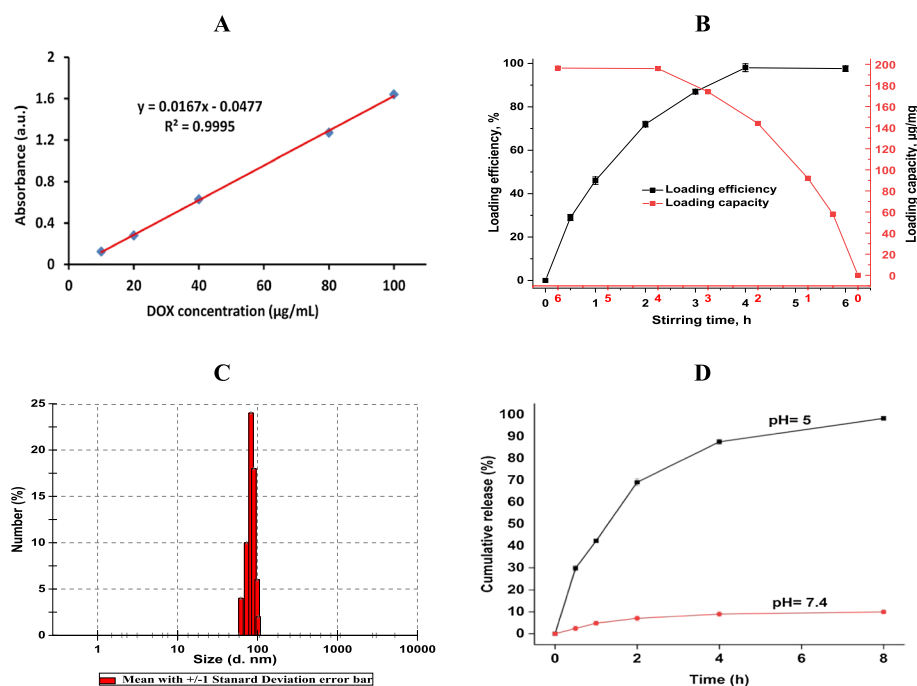 A
2
1.6
1.2
0.8
0.4
0
Absorbance (a.u.)
y = 0.0167x - 0.0477
R² = 0.9995
0 20 40 60 80 100
DOX concentration (µg/mL)
B
100
80
60
40
20
0
Loading efficiency, %
Loading efficiency
Loading capacity
200
180
160
140
120
100
80
60
40
20
0
Loading capacity, µg/mg
0 1 2 3 4 5 6
6 5 4 3 2 1 0
Stirring time, h
C
25
20
15
10
5
0
Number (%)
1 10 100 1000 10000
Size (d. nm)
Mean with +/-1 Stanard Deviation error bar
D
100
90
80
70
60
50
40
30
20
10
0
Cumulative release (%)
pH= 5
pH= 7.4
0 2 4 6 8
Time (h)